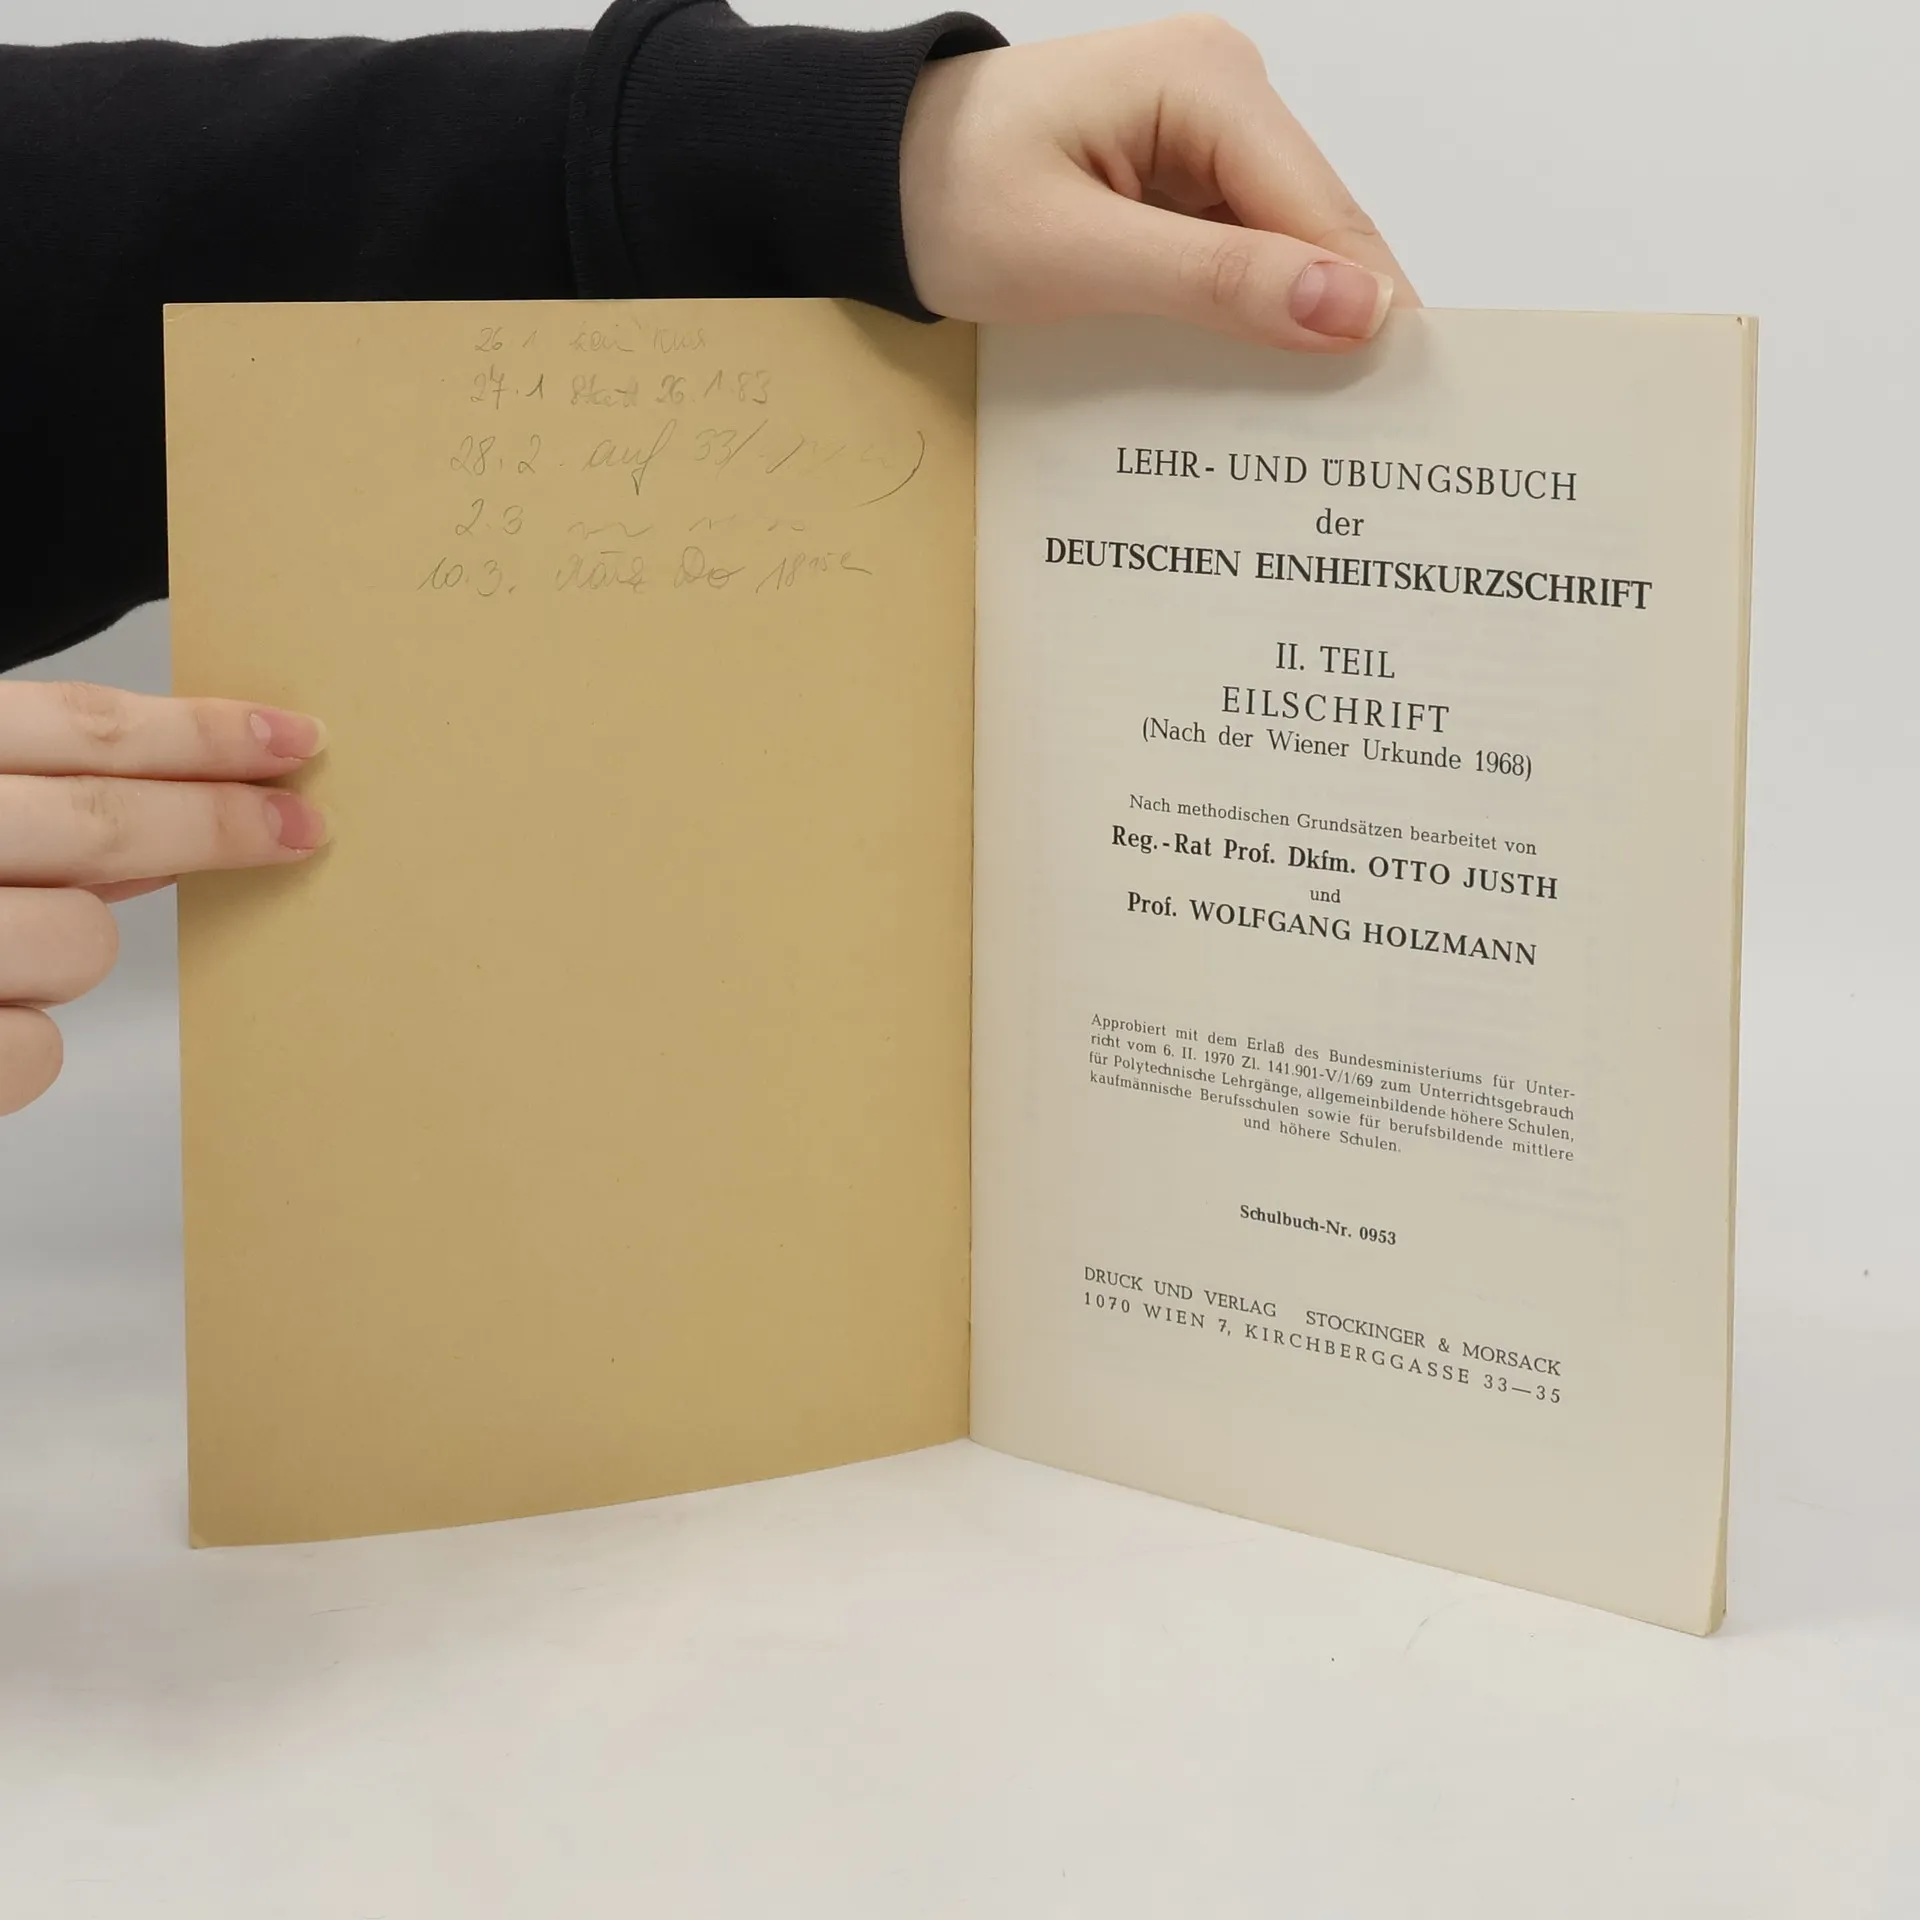 26 1 kein Kurs
27.1 Statt 26.1.83
28.2. auf 33/
2.3
10.3. Do 18
LEHR- UND ÜBUNGSBUCH
der
DEUTSCHEN EINHEITSKURZSCHRIFT
II. TEIL
EILSCHRIFT
(Nach der Wiener Urkunde 1968)
Nach methodischen Grundsätzen bearbeitet von
Reg.-Rat Prof. Dkfm. OTTO JUSTH
und
Prof. WOLFGANG HOLZMANN
Approbiert mit dem Erlaß des Bundesministeriums für Unter-
richt vom 6. II. 1970 Zl. 141.901-V/1/69 zum Unterrichtsgebrauch
für Polytechnische Lehrgänge, allgemeinbildende höhere Schulen,
kaufmännische Berufsschulen sowie für berufsbildende mittlere
und höhere Schulen.
Schulbuch-Nr. 0953
DRUCK UND VERLAG STOCKINGER & MORSACK
1070 WIEN 7, KIRCHBERGGASSE 33—35